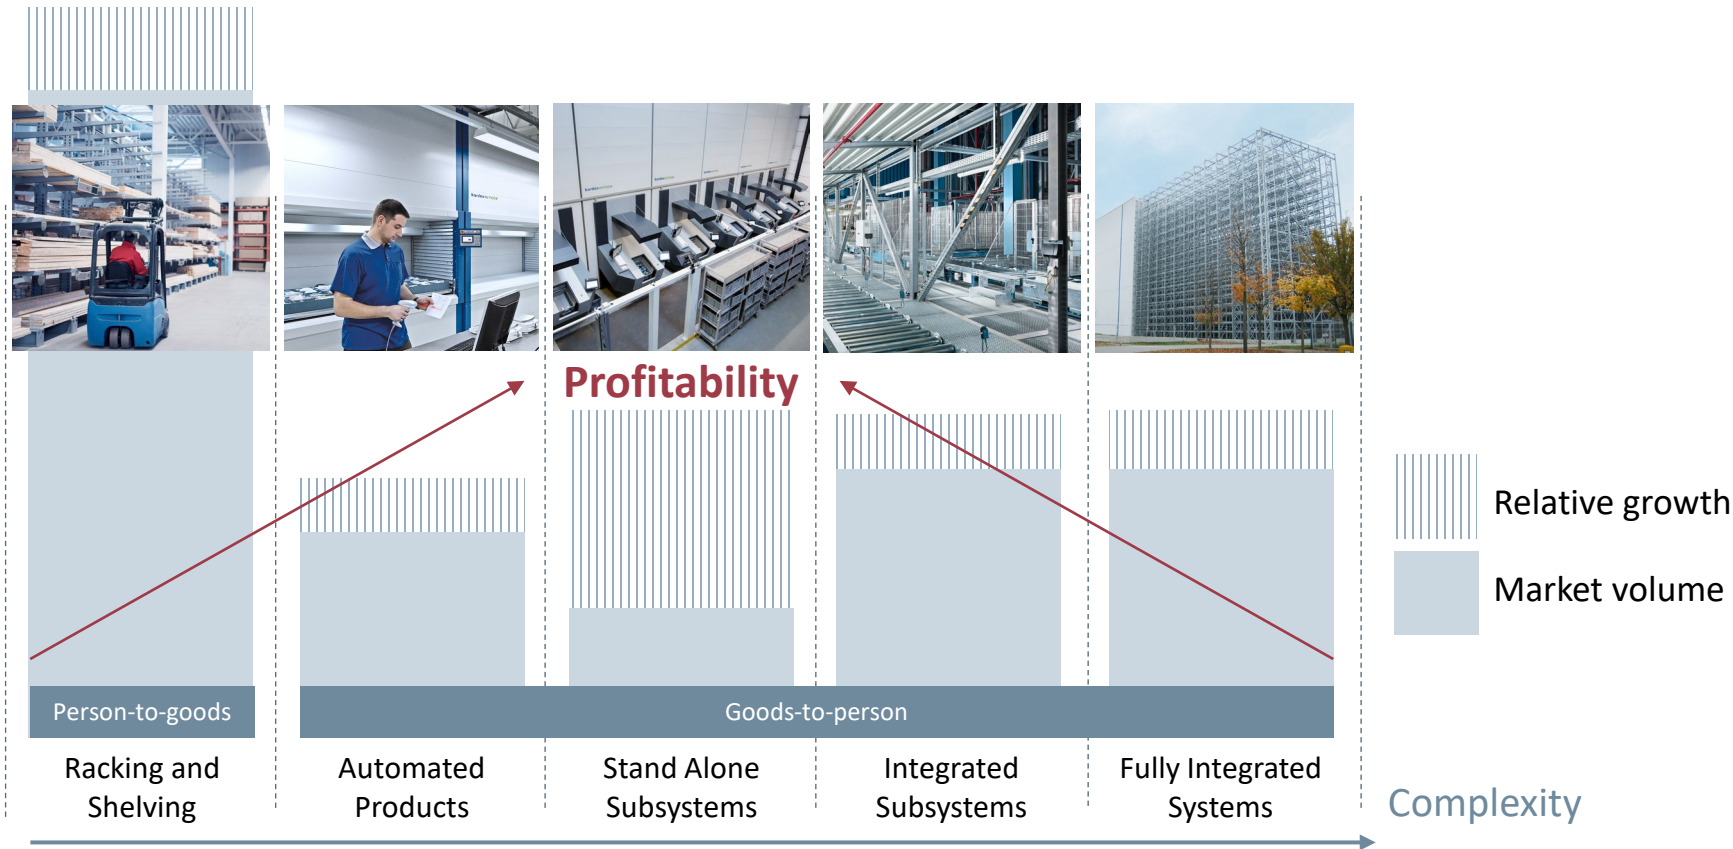 Profitability
Relative growth
Market volume
Person-to-goods
Goods-to-person
Racking and
Shelving
Automated
Products
Stand Alone
Subsystems
Integrated
Subsystems
Fully Integrated
Systems
Complexity